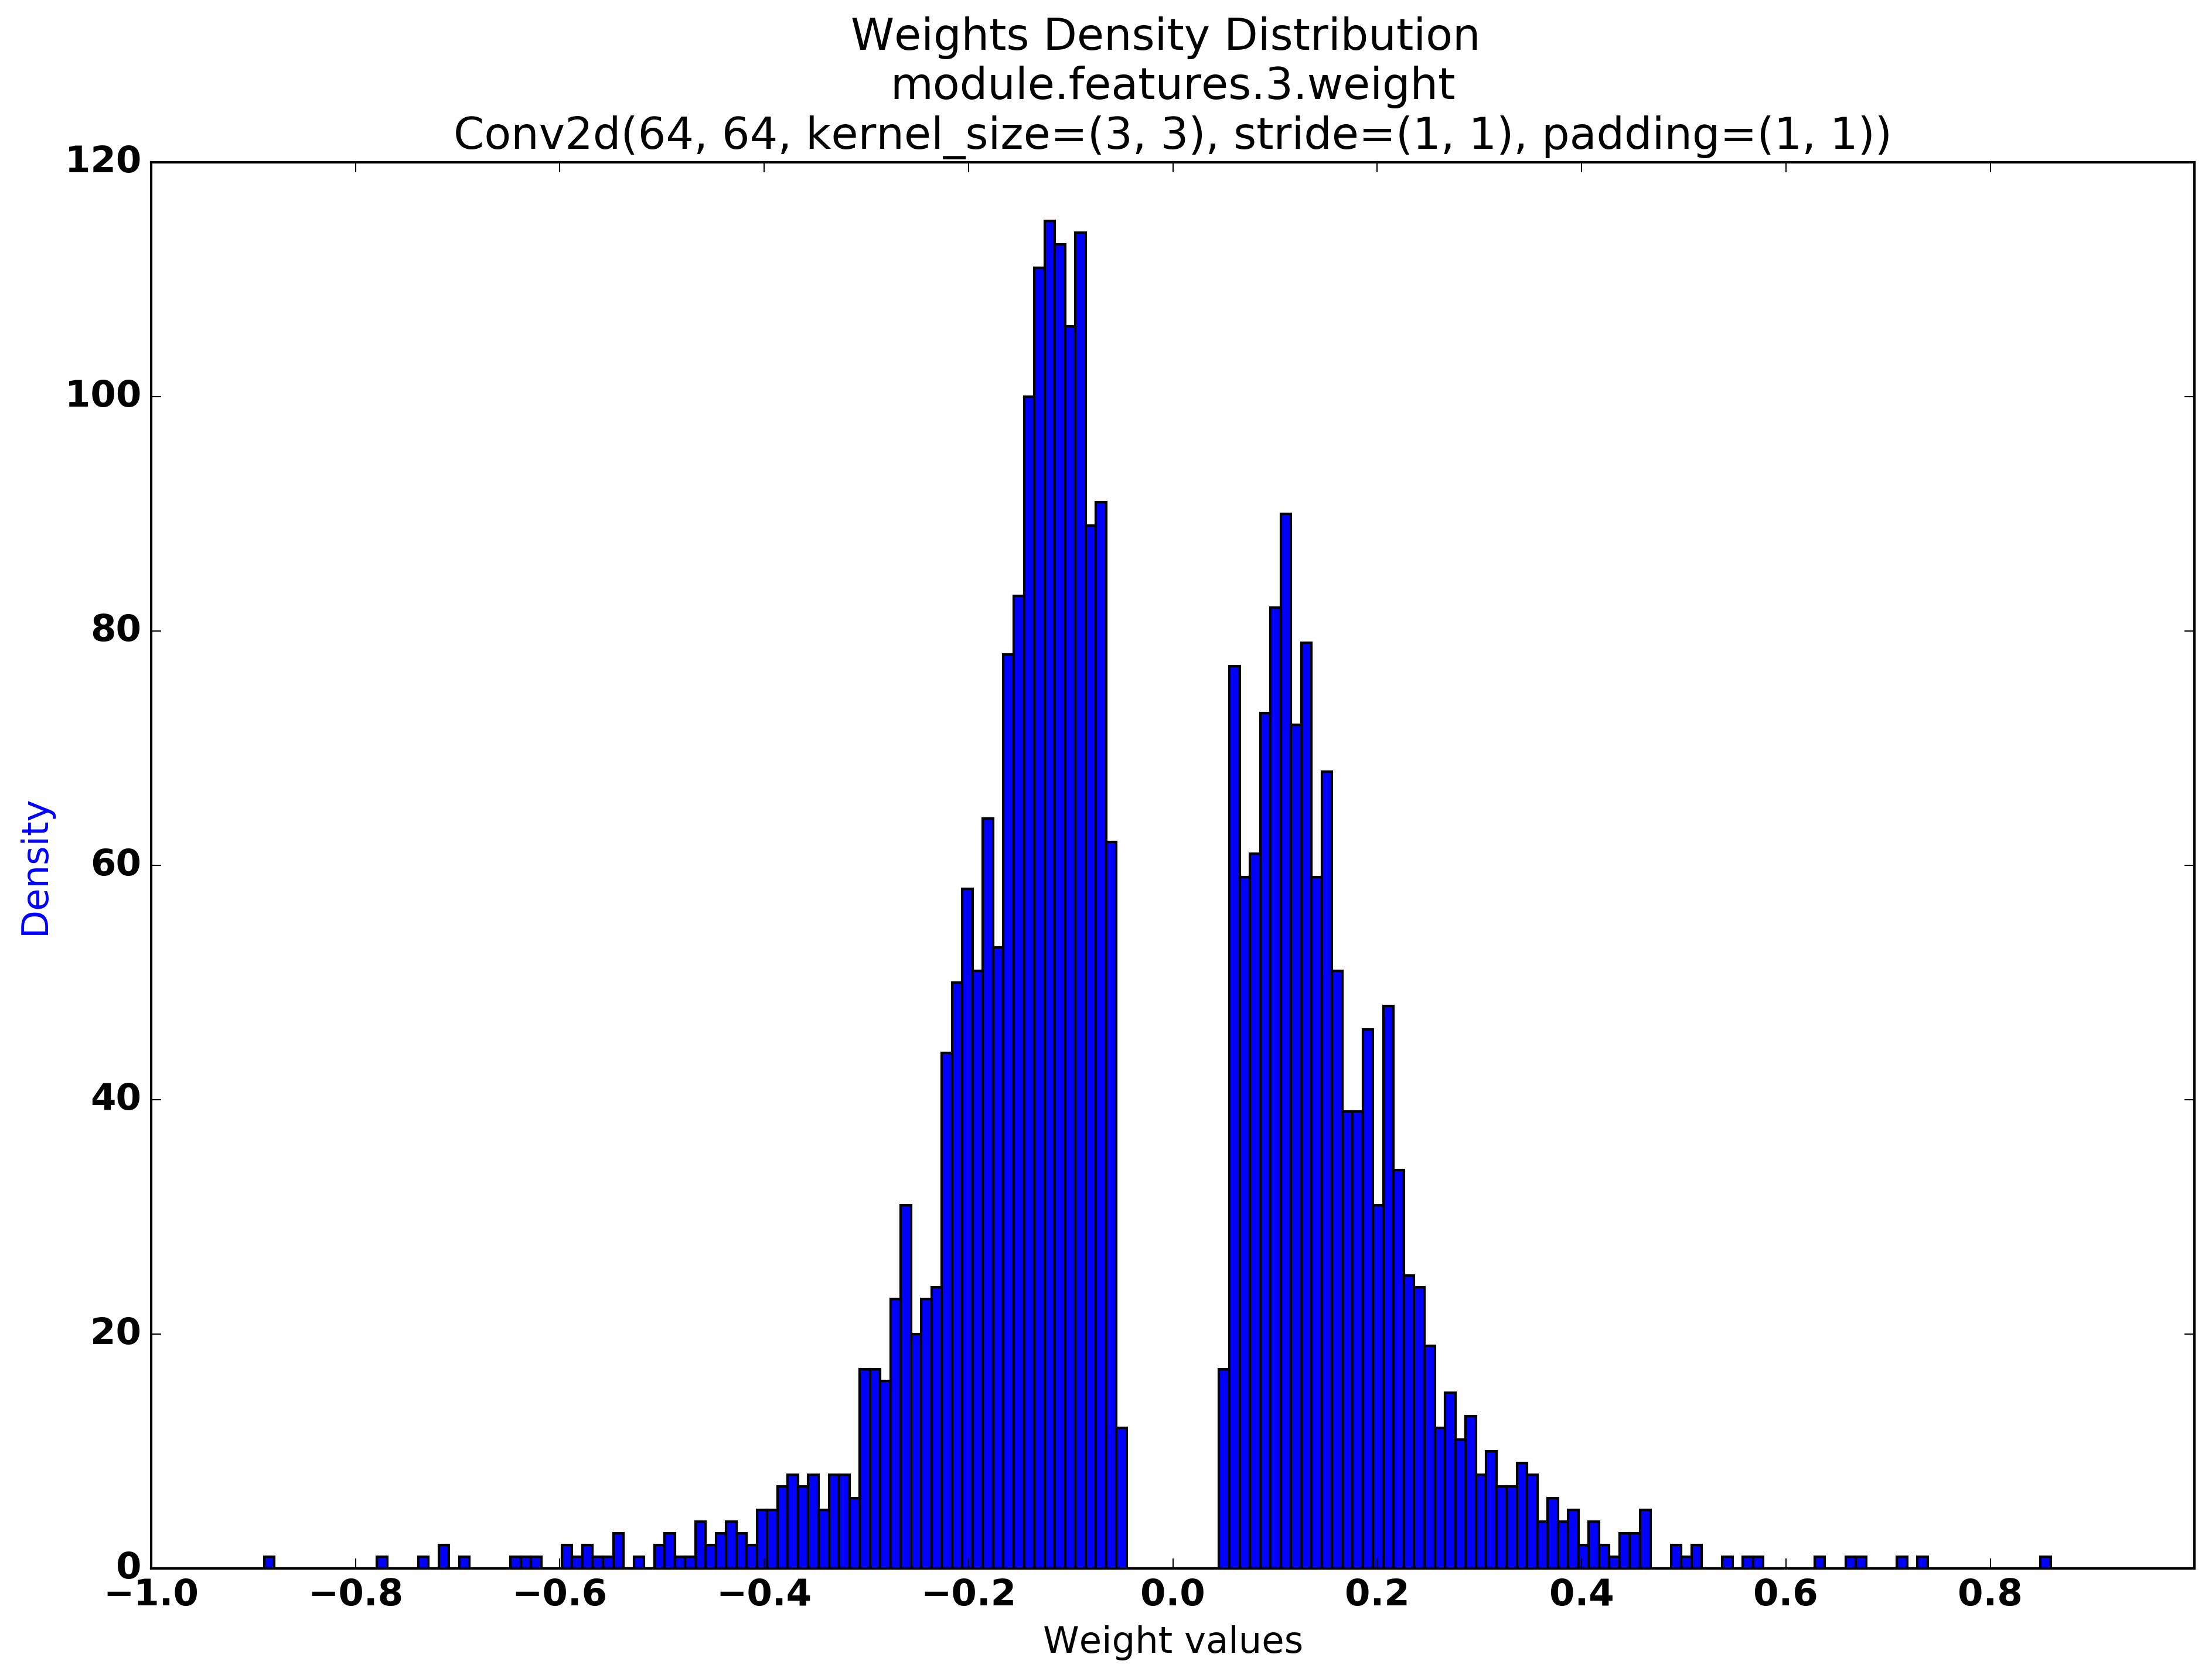 Weights Density Distribution
module.features.3.weight
Conv2d(64, 64, kernel_size=(3, 3), stride=(1, 1), padding=(1, 1))
120
100
80
60
40
20
0
Density
−1.0 −0.8 −0.6 −0.4 −0.2 0.0 0.2 0.4 0.6 0.8
Weight values